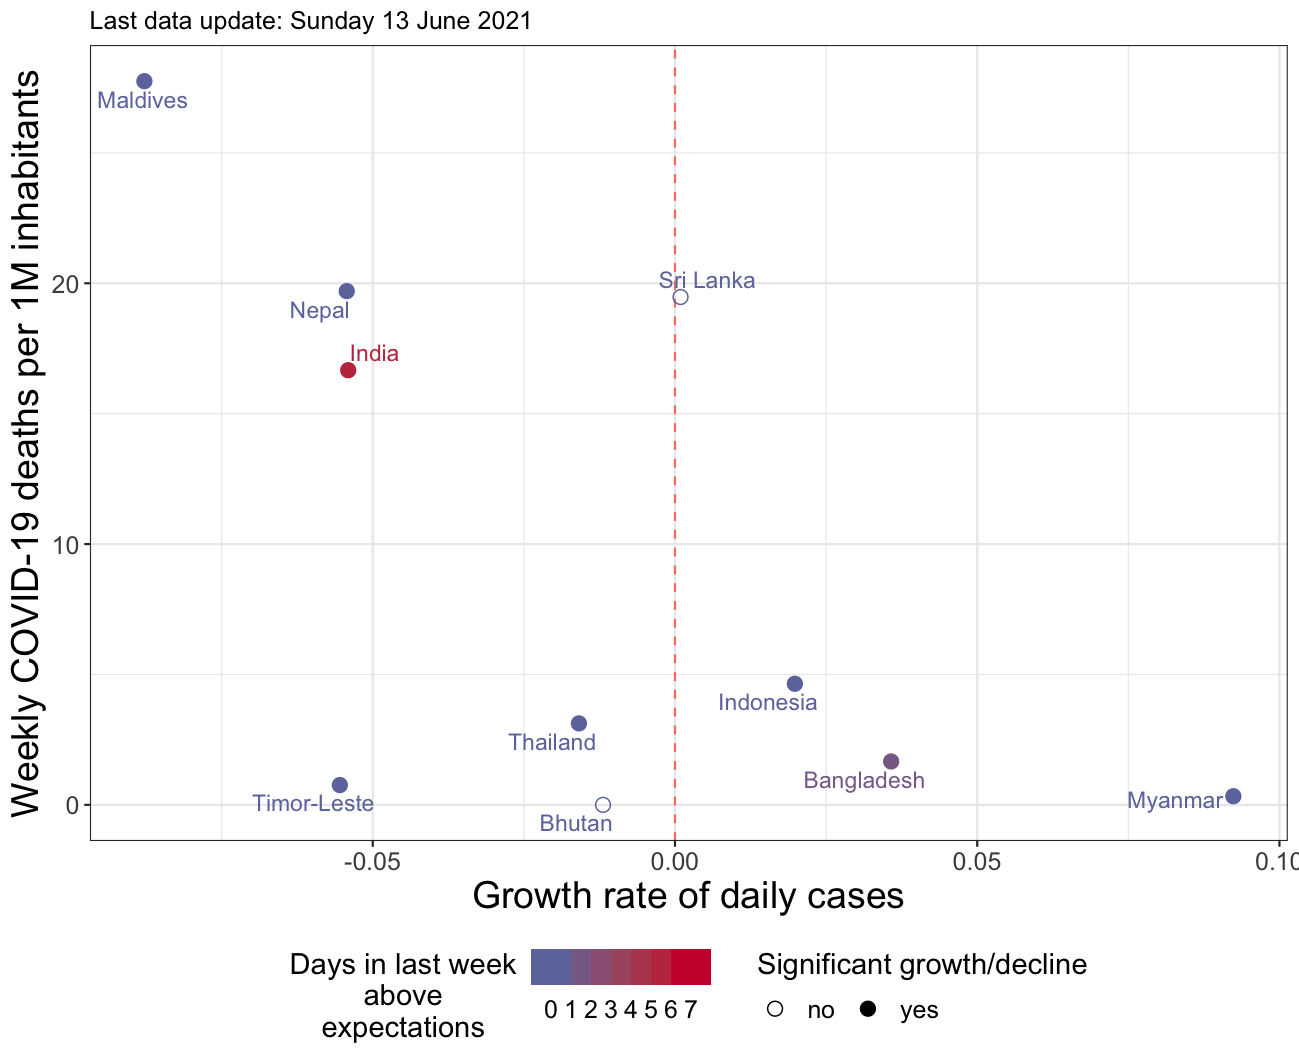 Last data update: Sunday 13 June 2021
Weekly COVID-19 deaths per 1M inhabitants
Maldives
20
Sri Lanka
Nepal
India
10
Indonesia
Thailand
Bangladesh
Timor-Leste
Myanmar
0
Bhutan
-0.05 0.00 0.05 0.10
Growth rate of daily cases
Days in last week
above
expectations
0 1 2 3 4 5 6 7
Significant growth/decline
no yes